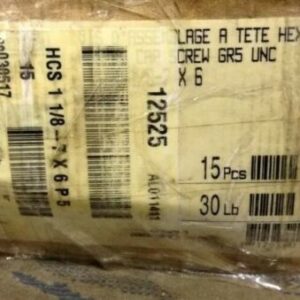 LAGE A TETE HEX
CREW GR5 UNC
X 6
15 Pcs
30 Lb
12525
HCS 1 1/8 - 7 X 6 P 5
15